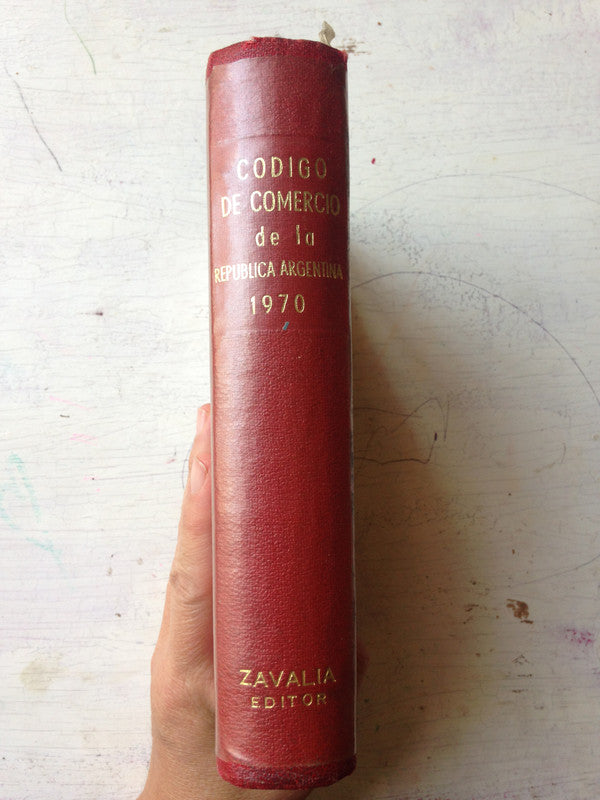 CODIGO
DE COMERCIO
de la
REPUBLICA ARGENTINA
1970
ZAVALIA
EDITOR